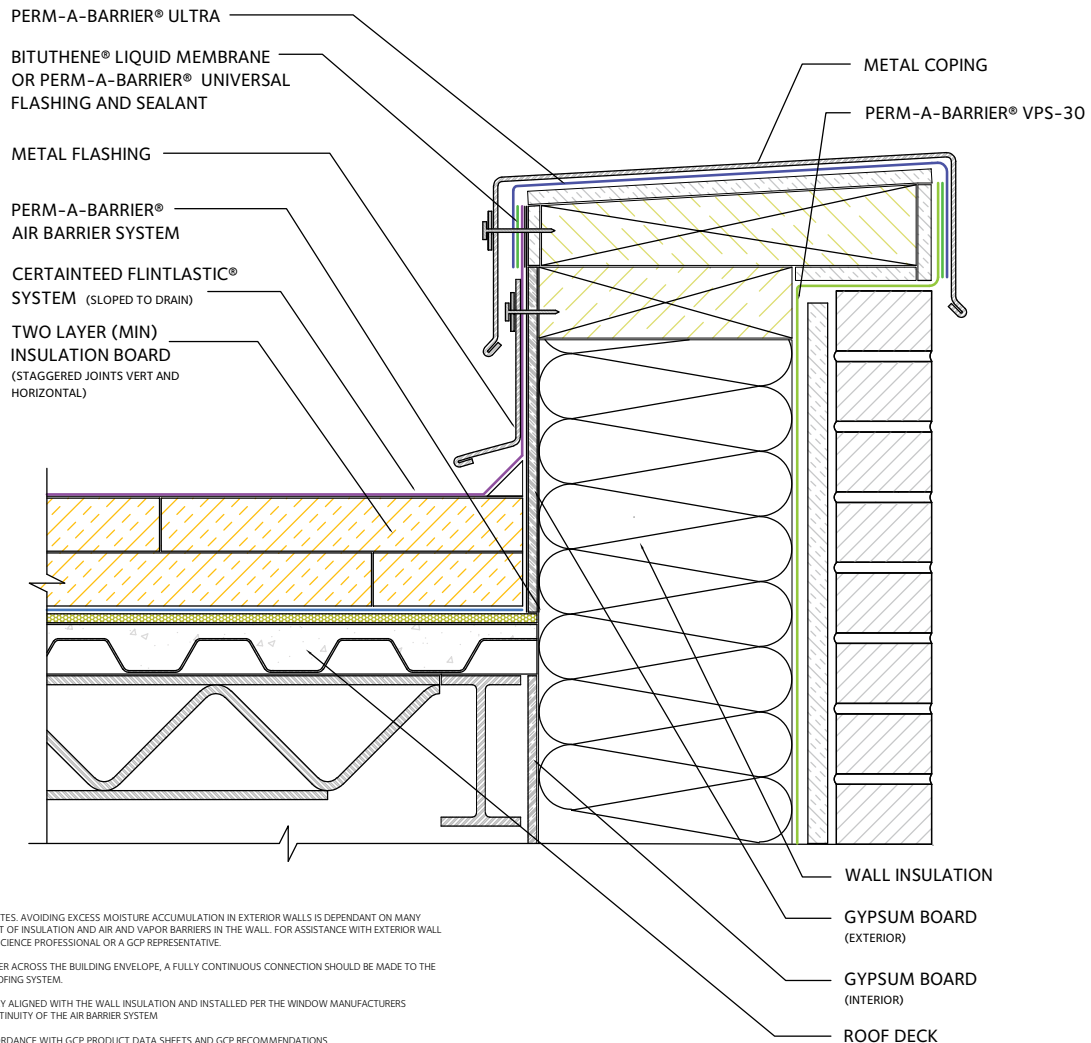 PERM-A-BARRIER® ULTRA
BITUTHENE® LIQUID MEMBRANE
OR PERM-A-BARRIER® UNIVERSAL
FLASHING AND SEALANT
METAL FLASHING
PERM-A-BARRIER®
AIR BARRIER SYSTEM
CERTAINTEED FLINTLASTIC®
SYSTEM (SLOPED TO DRAIN)
TWO LAYER (MIN)
INSULATION BOARD
(STAGGERED JOINTS VERT AND
HORIZONTAL)
METAL COPING
PERM-A-BARRIER® VPS-30
WALL INSULATION
GYPSUM BOARD
(EXTERIOR)
GYPSUM BOARD
(INTERIOR)
ROOF DECK
TES. AVOIDING EXCESS MOISTURE ACCUMULATION IN EXTERIOR WALLS IS DEPENDANT ON MANY
T OF INSULATION AND AIR AND VAPOR BARRIERS IN THE WALL. FOR ASSISTANCE WITH EXTERIOR WALL
CIENCE PROFESSIONAL OR A GCP REPRESENTATIVE.
ER ACROSS THE BUILDING ENVELOPE, A FULLY CONTINUOUS CONNECTION SHOULD BE MADE TO THE
OFING SYSTEM.
Y ALIGNED WITH THE WALL INSULATION AND INSTALLED PER THE WINDOW MANUFACTURERS
TINUITY OF THE AIR BARRIER SYSTEM
RDANCE WITH GCP PRODUCT DATA SHEETS AND GCP RECOMMENDATIONS